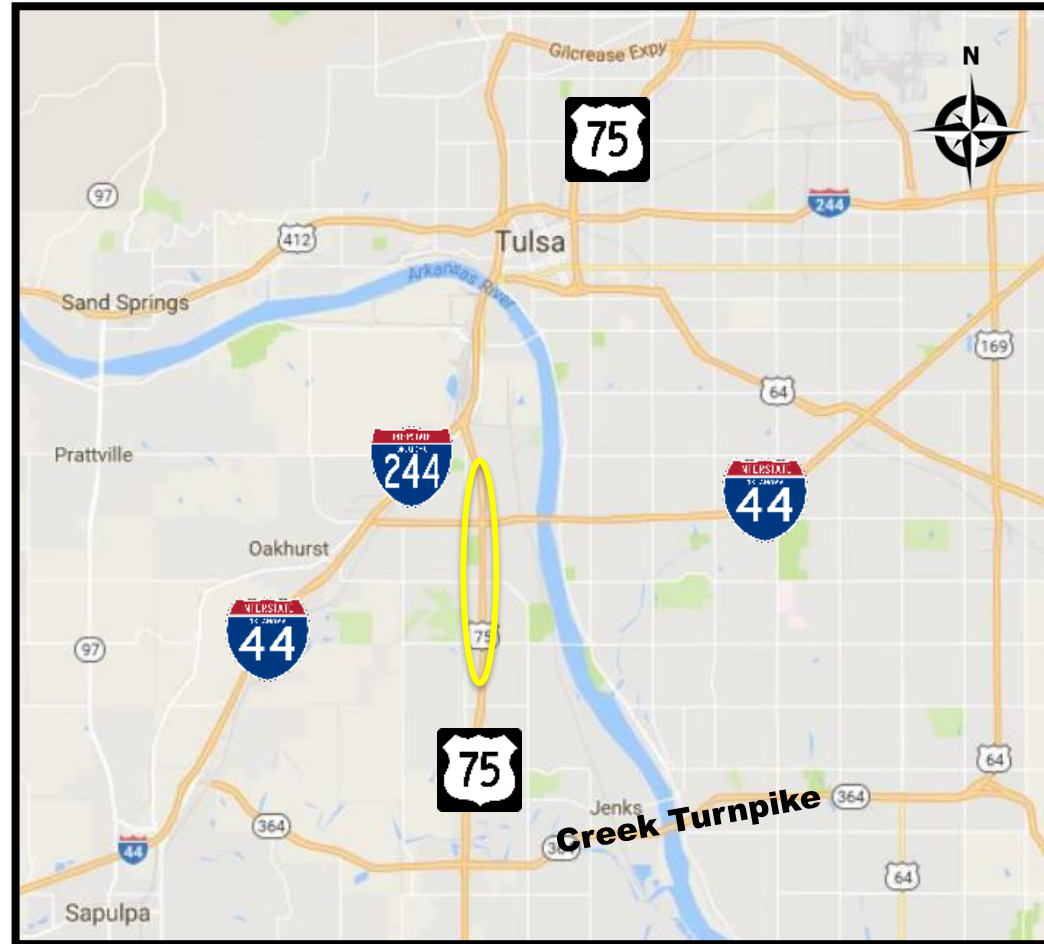 Gilcrease Expy
N
75
97
244
412
Tulsa
Arkansas River
Sand Springs
169
64
Prattville
INTERSTATE
244
INTERSTATE
44
Oakhurst
INTERSTATE
44
97
75
75
64
Jenks
Creek Turnpike
364
364
44
64
Sapulpa